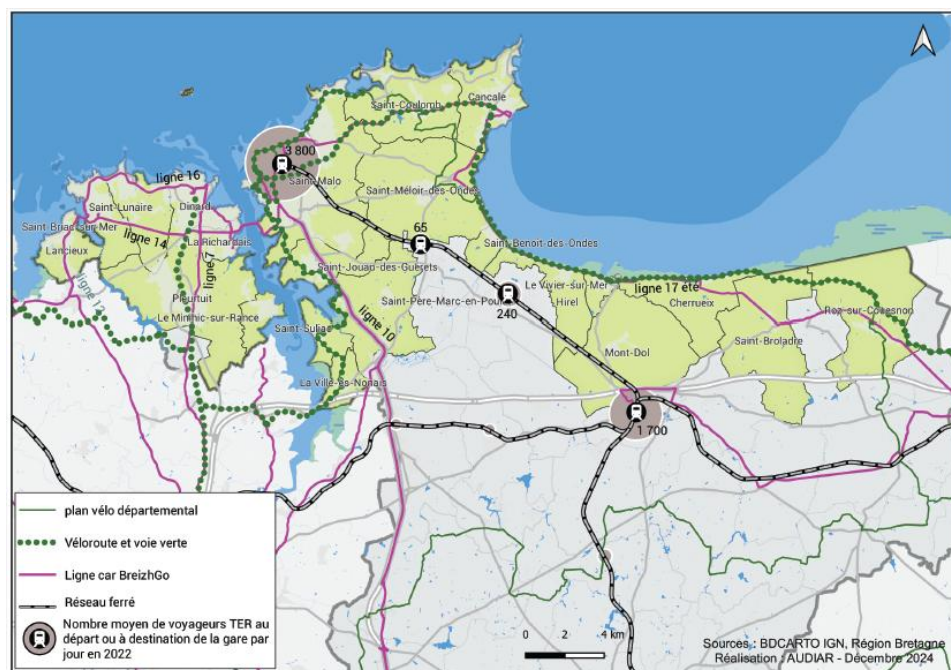 Cancale
Saint-Coulomb
3 800
Saint-Malo
ligne 16
Saint-Lunaire
Dinard
Saint-Méloir-des-Ondes
Saint-Briac-sur-Mer
ligne 14
La Richardais
65
Lancieux
ligne 7
Saint-Benoit-des-Ondes
Saint-Jouan-des-Guérets
ligne 12
Pleurtuit
Le Minihic-sur-Rance
Saint-Père-Marc-en-Poulet
240
Le Vivier-sur-Mer
Hirel
ligne 17 été
Cherrueix
Roz-sur-Couesnon
Saint-Suliac
ligne 10
Saint-Broladre
Mont-Dol
La Ville-ès-Nonais
1 700
plan vélo départemental
Véloroute et voie verte
Ligne car BreizhGo
Réseau ferré
Nombre moyen de voyageurs TER au
départ ou à destination de la gare par
jour en 2022
0 2 4 km
Sources : BDCARTO IGN, Région Bretagne
Réalisation : AUDIAR - Décembre 2024